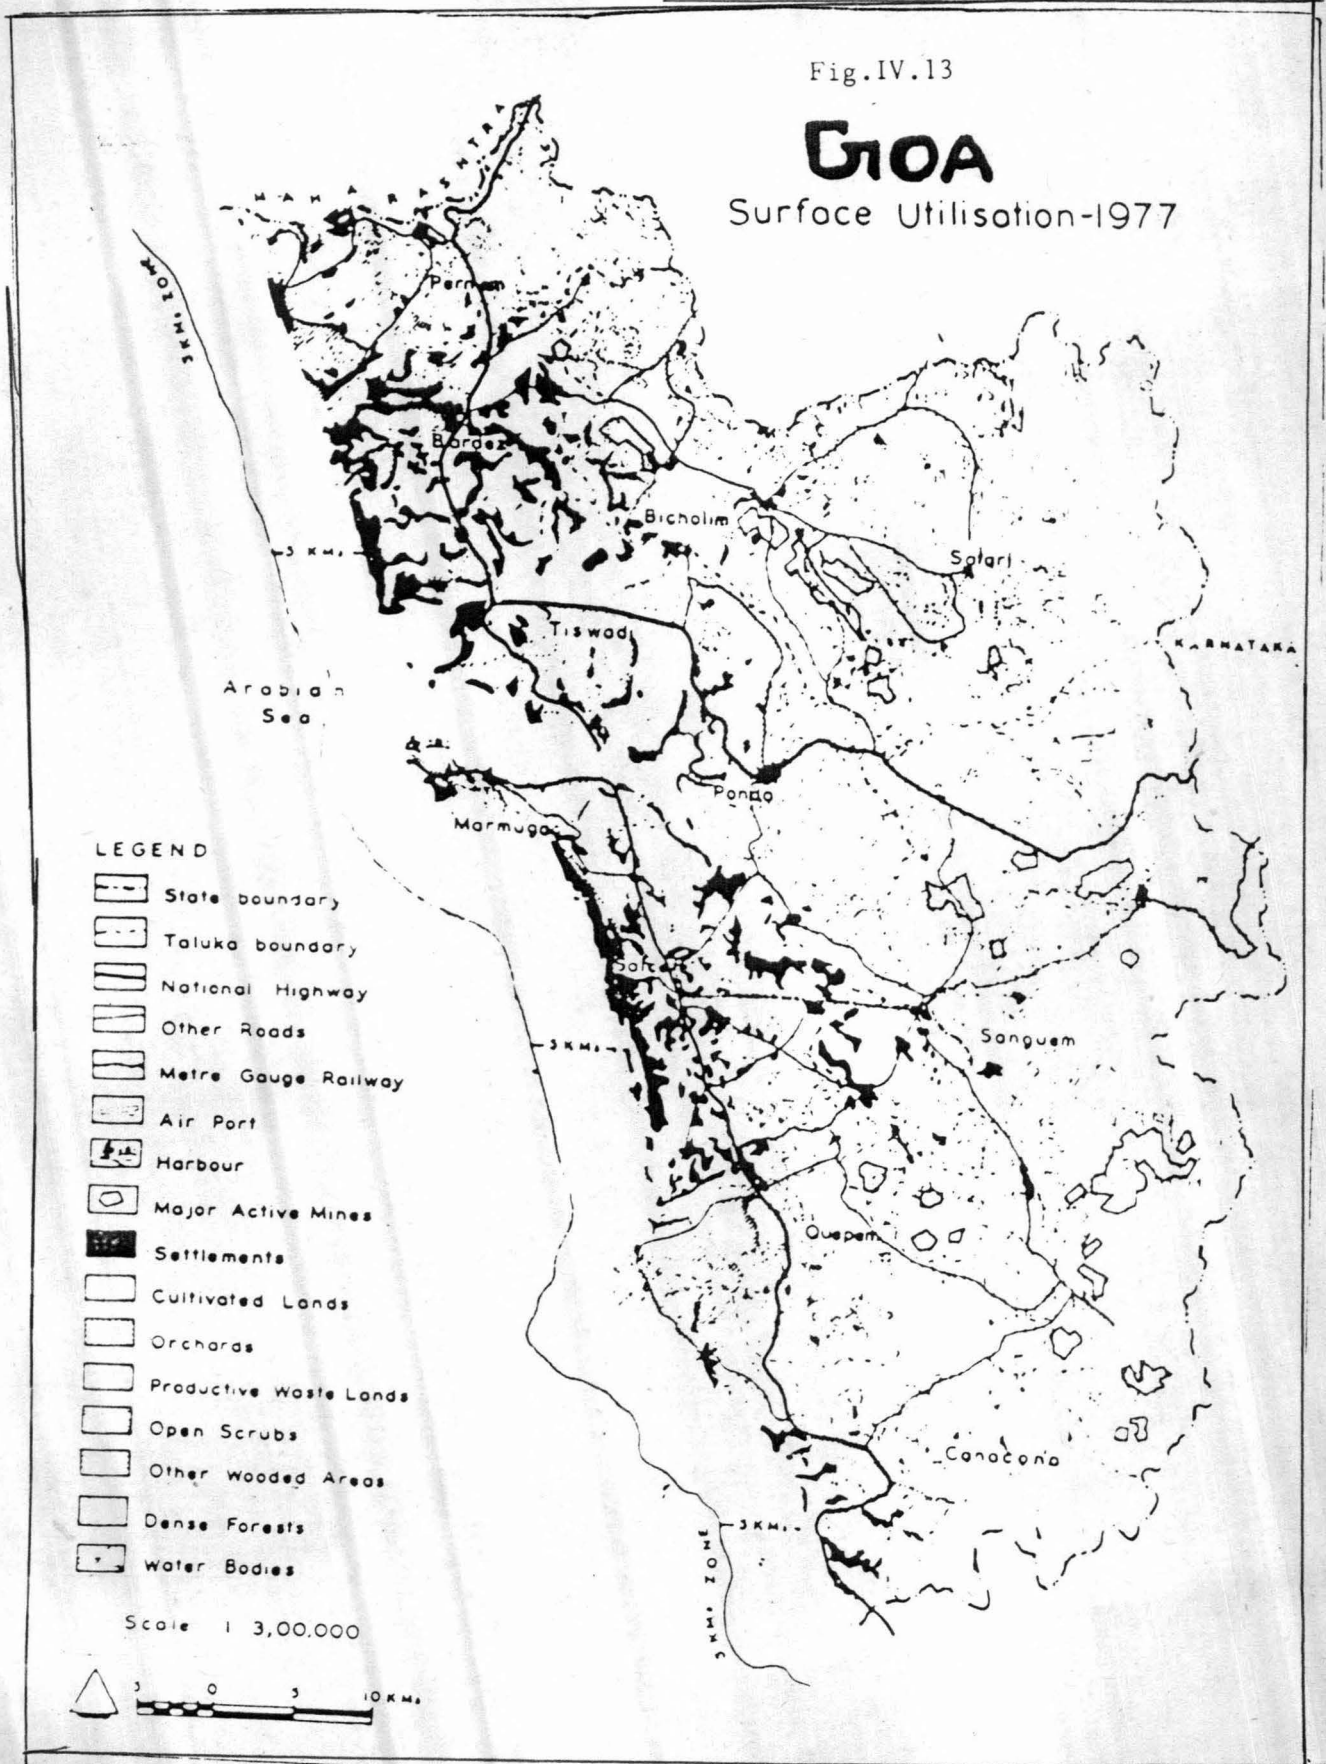 Fig.IV.13
GOA
Surface Utilisation-1977
MAHARASHTRA
5 KMs ZONE
Pernem
Bardez
Bicholim
Satari
5 KMs
KARNATAKA
Tiswadi
Arabian
Sea
Ponda
Marmugao
LEGEND
State boundary
Taluka boundary
National Highway
Other Roads
Metre Gauge Railway
Air Port
Harbour
Major Active Mines
Settlements
Cultivated Lands
Orchards
Productive Waste Lands
Open Scrubs
Other Wooded Areas
Dense Forests
Water Bodies
Salcete
5 KMs
Sanguem
Quepem
Canacona
5 KMs
5 KMs ZONE
Scale 1 3,00,000
5 0 5 10 KMs